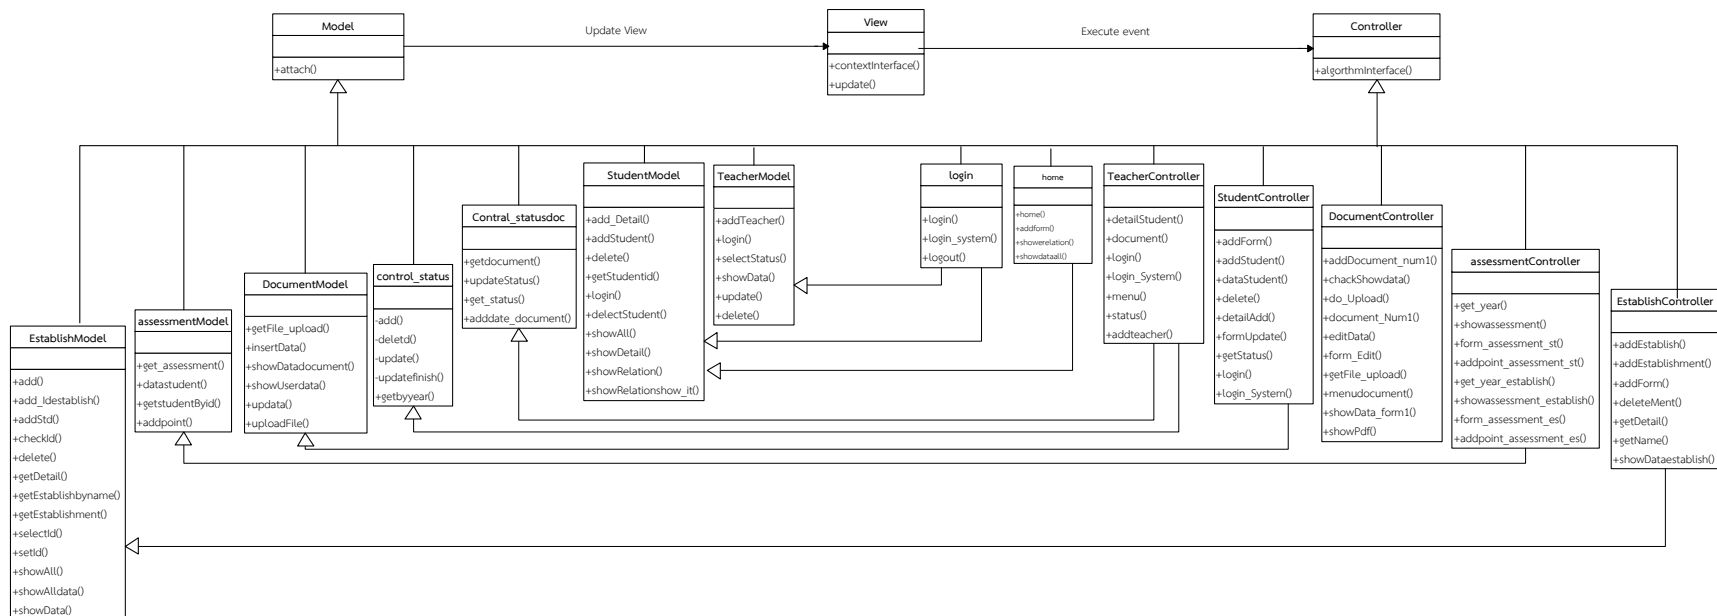 Model
+attach()
Update View
View
+contextInterface()
+update()
Execute event
Controller
+algorthmInterface()
EstablishModel
+add()
+add_Idestablish()
+addStd()
+checkId()
+delete()
+getDetail()
+getEstablishbyname()
+getEstablishment()
+selectId()
+setId()
+showAll()
+showAlldata()
+showData()
assessmentModel
+get_assessment()
+datastudent()
+getstudentByid()
+addpoint()
DocumentModel
+getFile_upload()
+insertData()
+showDatadocument()
+showUserdata()
+updata()
+uploadFile()
control_status
-add()
-deletd()
-update()
-updatefinish()
+getbyyear()
Contral_statusdoc
+getdocument()
+updateStatus()
+get_status()
+adddate_document()
StudentModel
+add_Detail()
+addStudent()
+delete()
+getStudentid()
+login()
+delectStudent()
+showAll()
+showDetail()
+showRelation()
+showRelationshow_it()
TeacherModel
+addTeacher()
+login()
+selectStatus()
+showData()
+update()
+delete()
login
+login()
+login_system()
+logout()
home
+home()
+addform()
+showerelation()
+showdataall()
TeacherController
+detailStudent()
+document()
+login()
+login_System()
+menu()
+status()
+addteacher()
StudentController
+addForm()
+addStudent()
+dataStudent()
+delete()
+detailAdd()
+formUpdate()
+getStatus()
+login()
+login_System()
DocumentController
+addDocument_num1()
+chackShowdata()
+do_Upload()
+document_Num1()
+editData()
+form_Edit()
+getFile_upload()
+menudocument()
+showData_form1()
+showPdf()
assessmentController
+get_year()
+showassessment()
+form_assessment_st()
+addpoint_assessment_st()
+get_year_establish()
+showassessment_establish()
+form_assessment_es()
+addpoint_assessment_es()
EstablishController
+addEstablish()
+addEstablishment()
+addForm()
+deleteMent()
+getDetail()
+getName()
+showDataestablish()